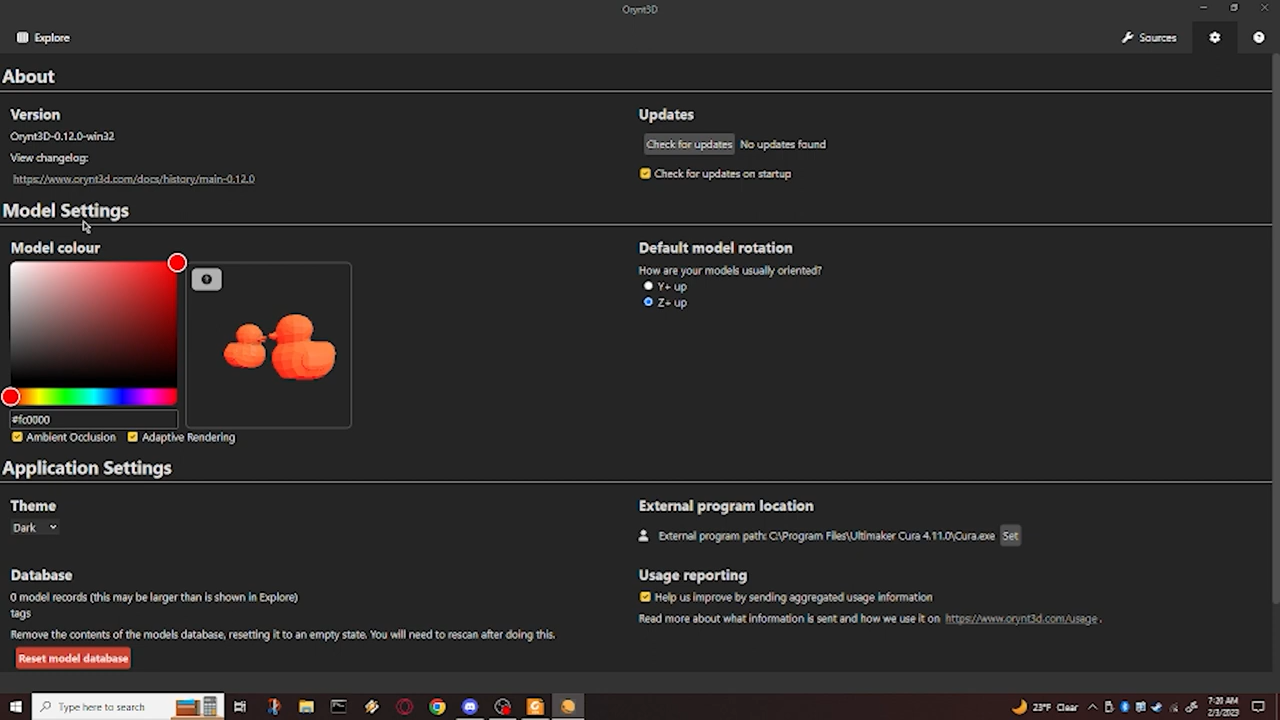 Orynt3D
Explore
Sources
About
Version
Orynt3D-0.12.0-win32
View changelog:
https://www.orynt3d.com/docs/history/main-0.12.0
Updates
Check for updates No updates found
Check for updates on startup
Model Settings
Model colour
#fc0000
Ambient Occlusion Adaptive Rendering
Default model rotation
How are your models usually oriented?
Y+ up
Z+ up
Application Settings
Theme
Dark
External program location
External program path: C:\Program Files\Ultimaker Cura 4.11.0\Cura.exe Set
Database
0 model records (this may be larger than is shown in Explore)
tags
Remove the contents of the models database, resetting it to an empty state. You will need to rescan after doing this.
Reset model database
Usage reporting
Help us improve by sending aggregated usage information
Read more about what information is sent and how we use it on https://www.orynt3d.com/usage .
Type here to search
23°F Clear
7:20 AM
2/3/2023